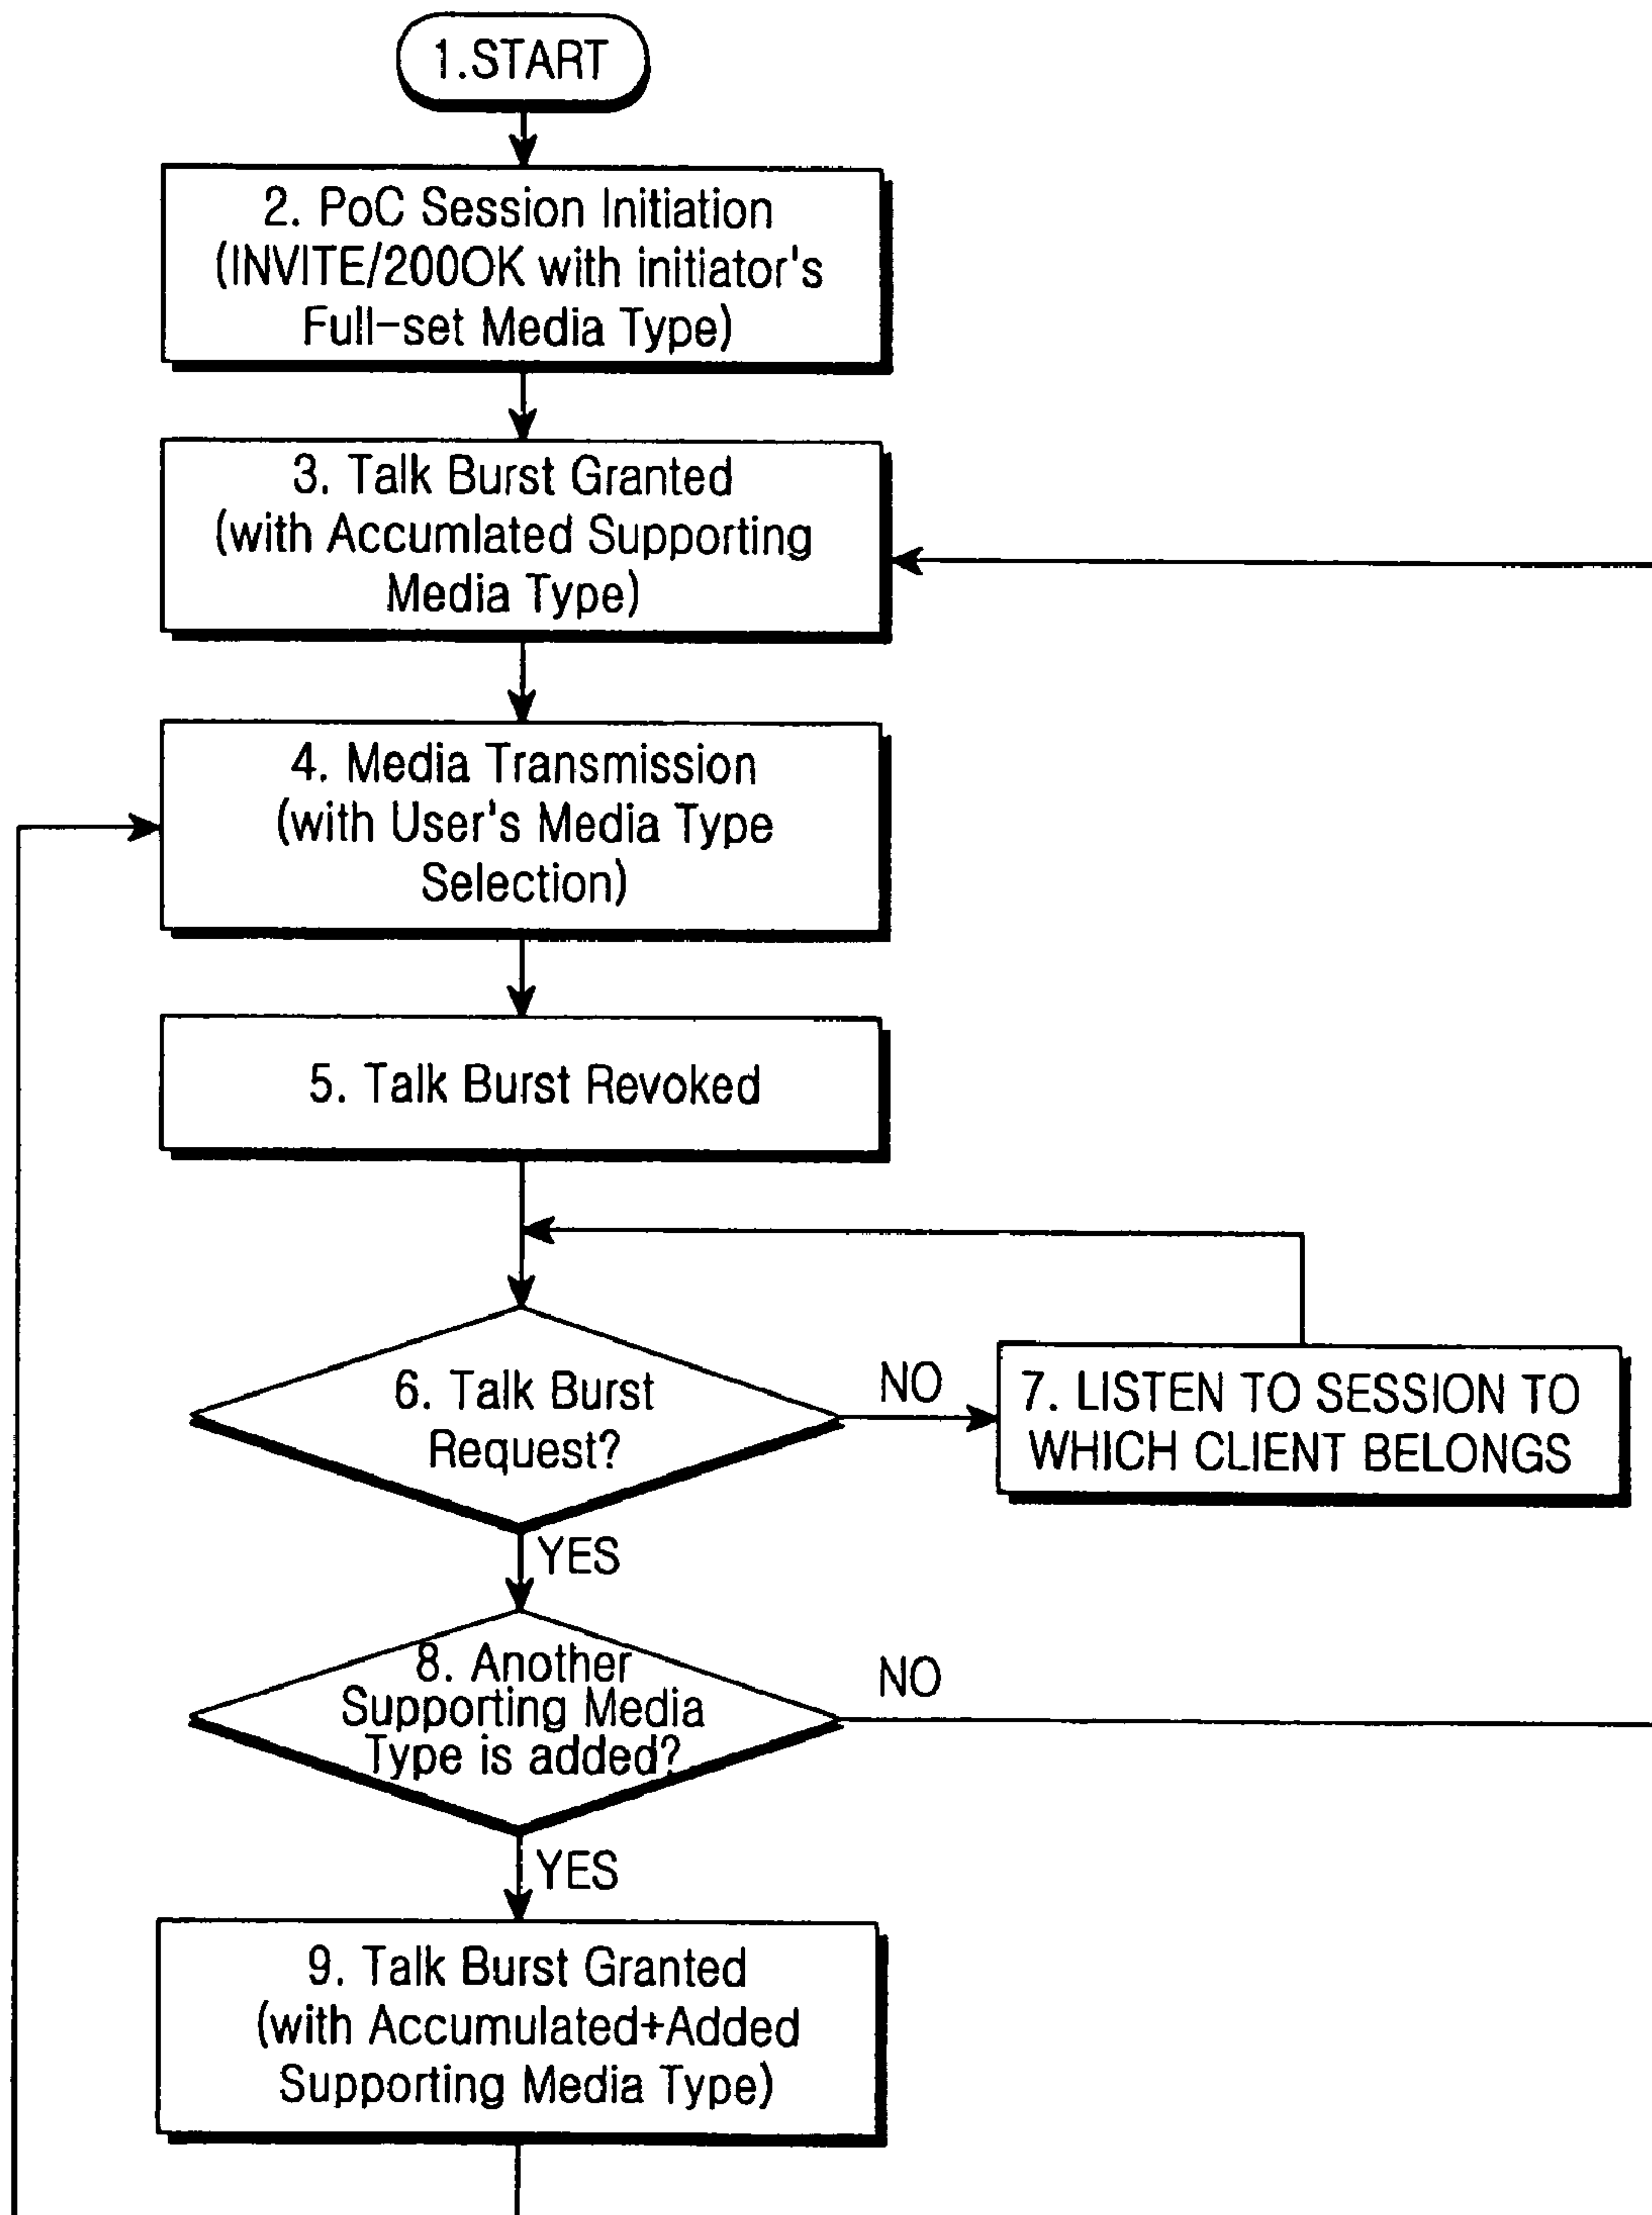 1.START
2. PoC Session Initiation
(INVITE/200OK with initiator's
Full-set Media Type)
3. Talk Burst Granted
(with Accumlated Supporting
Media Type)
4. Media Transmission
(with User's Media Type
Selection)
5. Talk Burst Revoked
6. Talk Burst
Request?
NO
7. LISTEN TO SESSION TO
WHICH CLIENT BELONGS
YES
8. Another
Supporting Media
Type is added?
NO
YES
9. Talk Burst Granted
(with Accumulated+Added
Supporting Media Type)